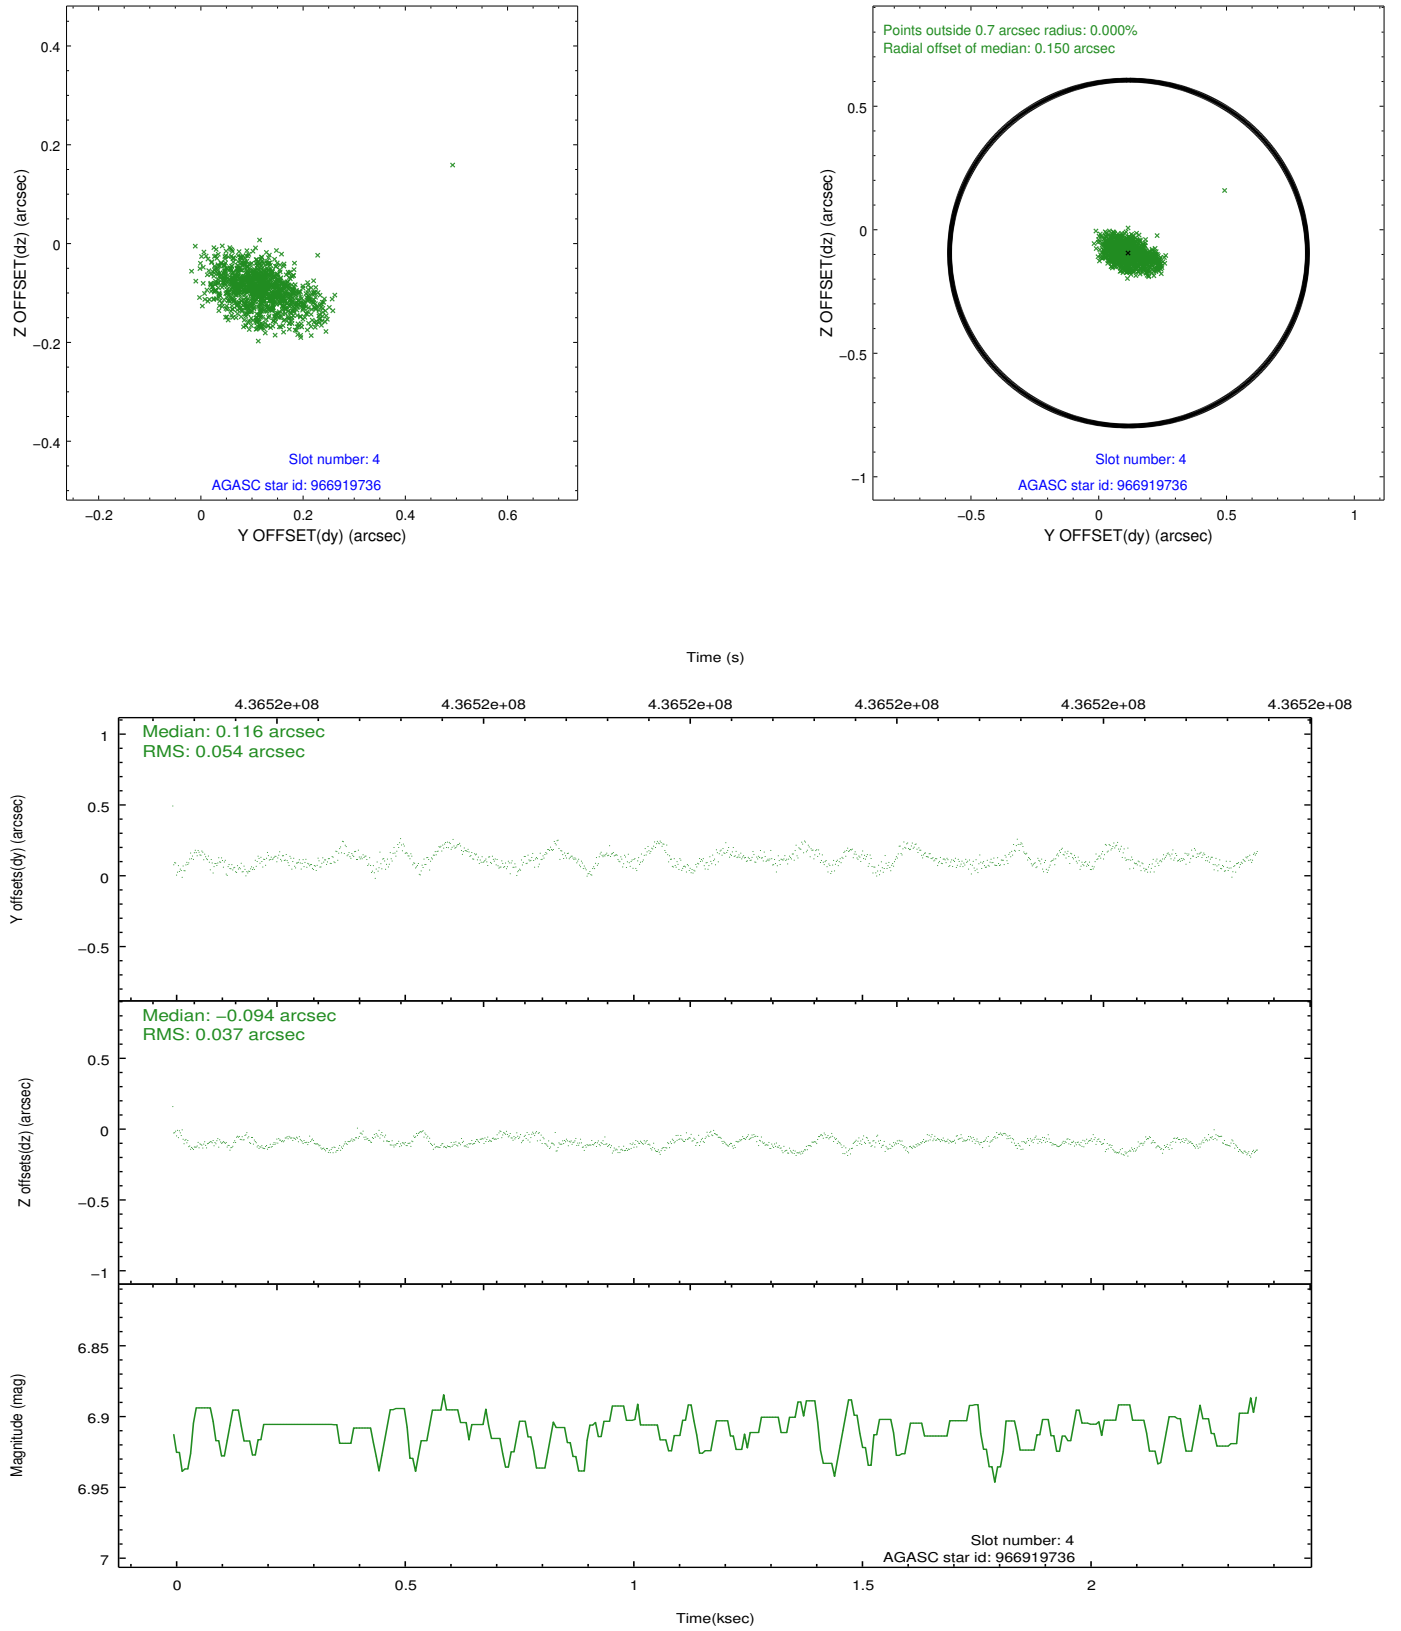 0.4
0.2
0
−0.2
−0.4
Z OFFSET(dz) (arcsec)
Slot number: 4
AGASC star id: 966919736
−0.2 0 0.2 0.4 0.6
Y OFFSET(dy) (arcsec)
Points outside 0.7 arcsec radius: 0.000%
Radial offset of median: 0.150 arcsec
0.5
0
−0.5
−1
Z OFFSET(dz) (arcsec)
Slot number: 4
AGASC star id: 966919736
−0.5 0 0.5 1
Y OFFSET(dy) (arcsec)
Time (s)
4.3652e+08 4.3652e+08 4.3652e+08 4.3652e+08 4.3652e+08 4.3652e+08
Median: 0.116 arcsec
RMS: 0.054 arcsec
1
0.5
0
−0.5
Y offsets(dy) (arcsec)
Median: −0.094 arcsec
RMS: 0.037 arcsec
0.5
0
−0.5
−1
Z offsets(dz) (arcsec)
6.85
6.9
6.95
7
Magnitude (mag)
Slot number: 4
AGASC star id: 966919736
0 0.5 1 1.5 2
Time(ksec)